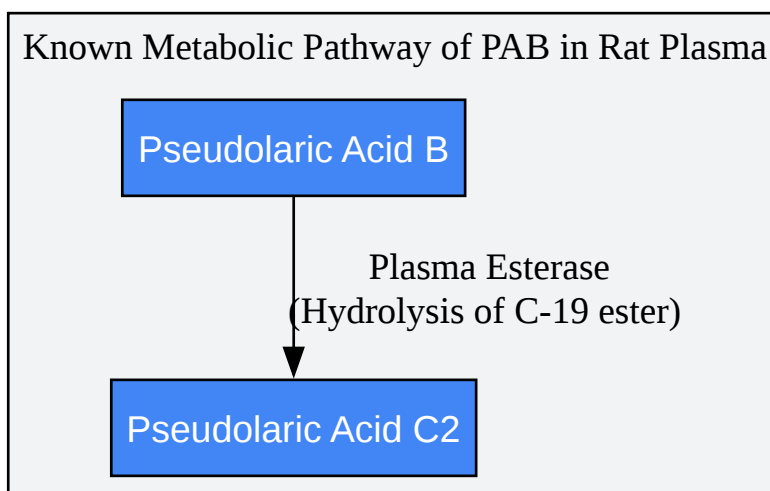 Known Metabolic Pathway of PAB in Rat Plasma
Pseudolaric Acid B
Plasma Esterase
(Hydrolysis of C-19 ester)
Pseudolaric Acid C2